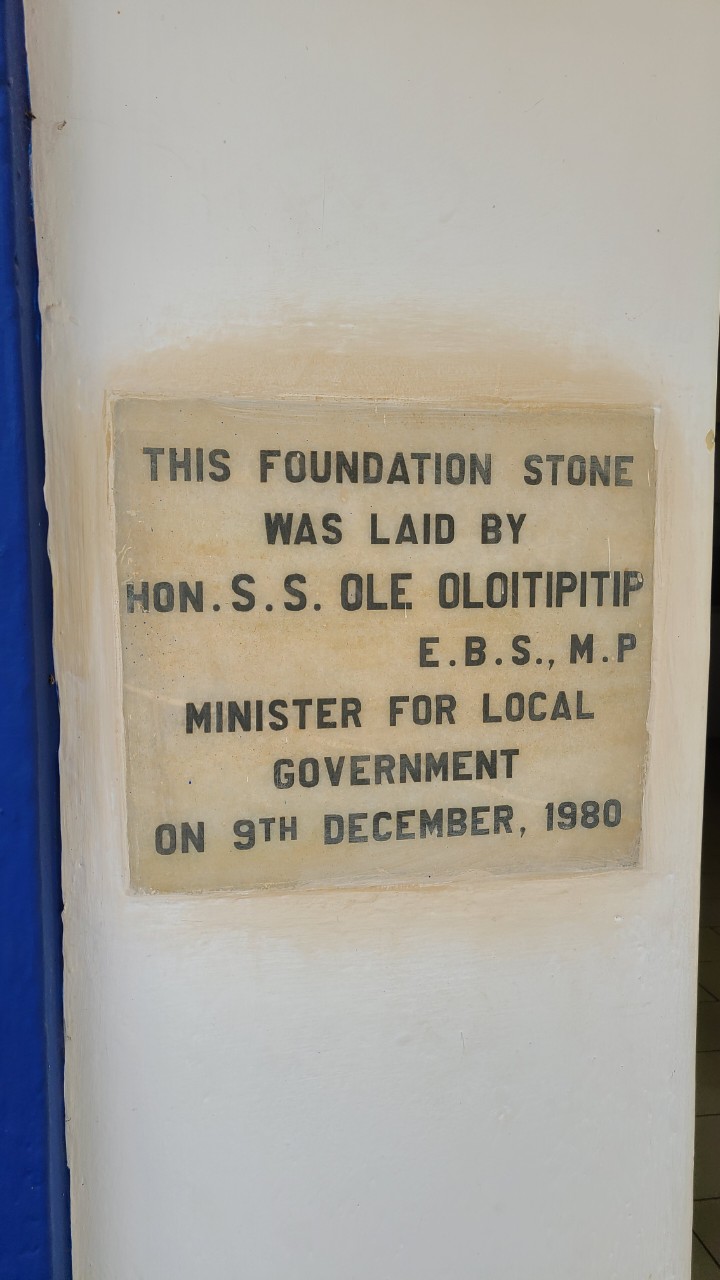 THIS FOUNDATION STONE
WAS LAID BY
HON. S.S. OLE OLOITIPITIP
E.B.S., M.P
MINISTER FOR LOCAL
GOVERNMENT
ON 9TH DECEMBER, 1980